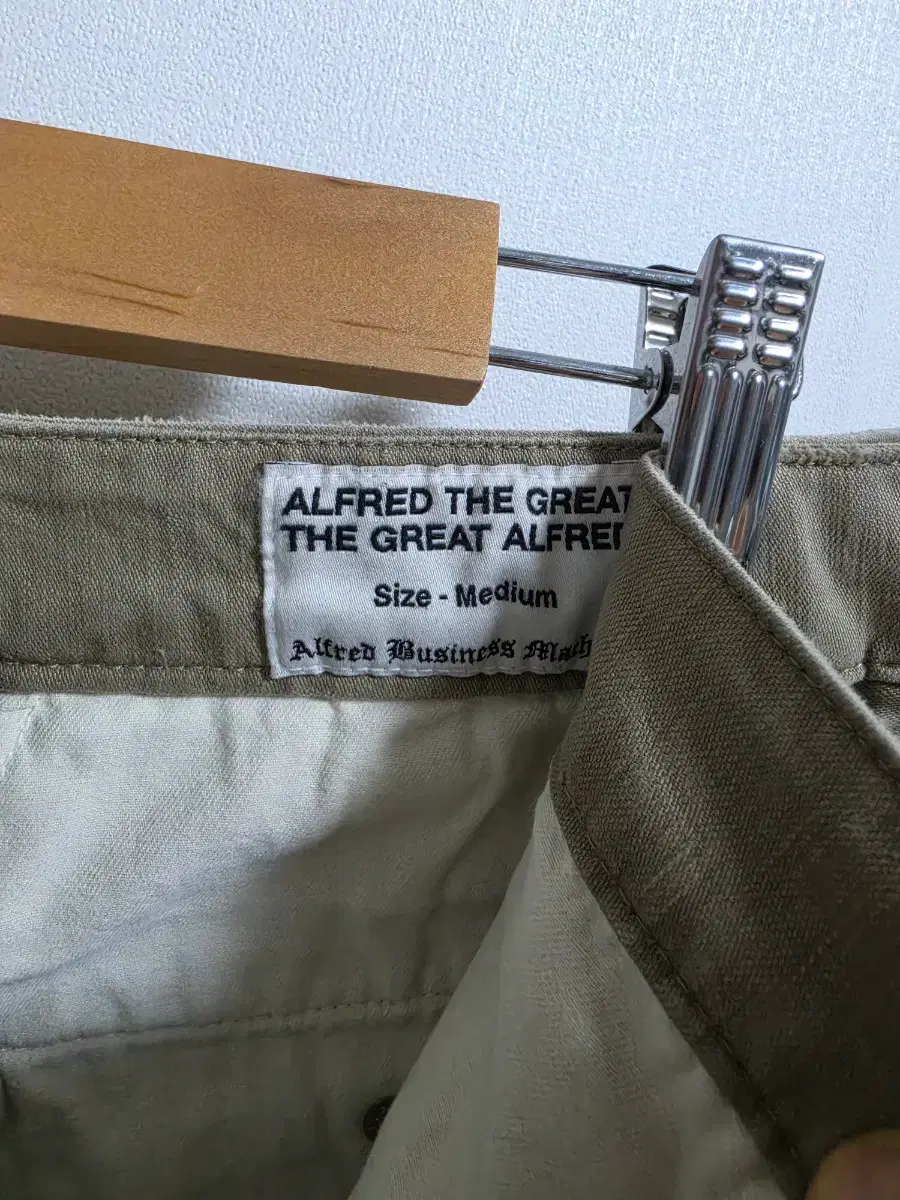 ALFRED THE GREAT
THE GREAT ALFRED
Size - Medium
Alfred Business